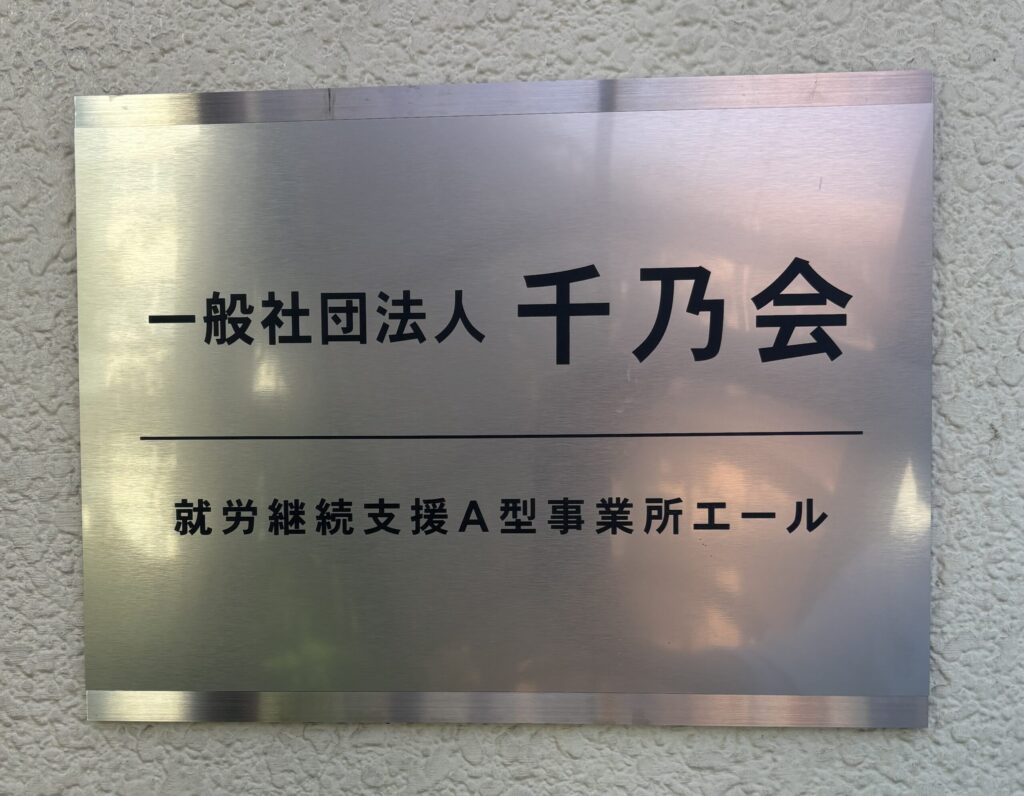 一般社団法人 千乃会
就労継続支援A型事業所エール